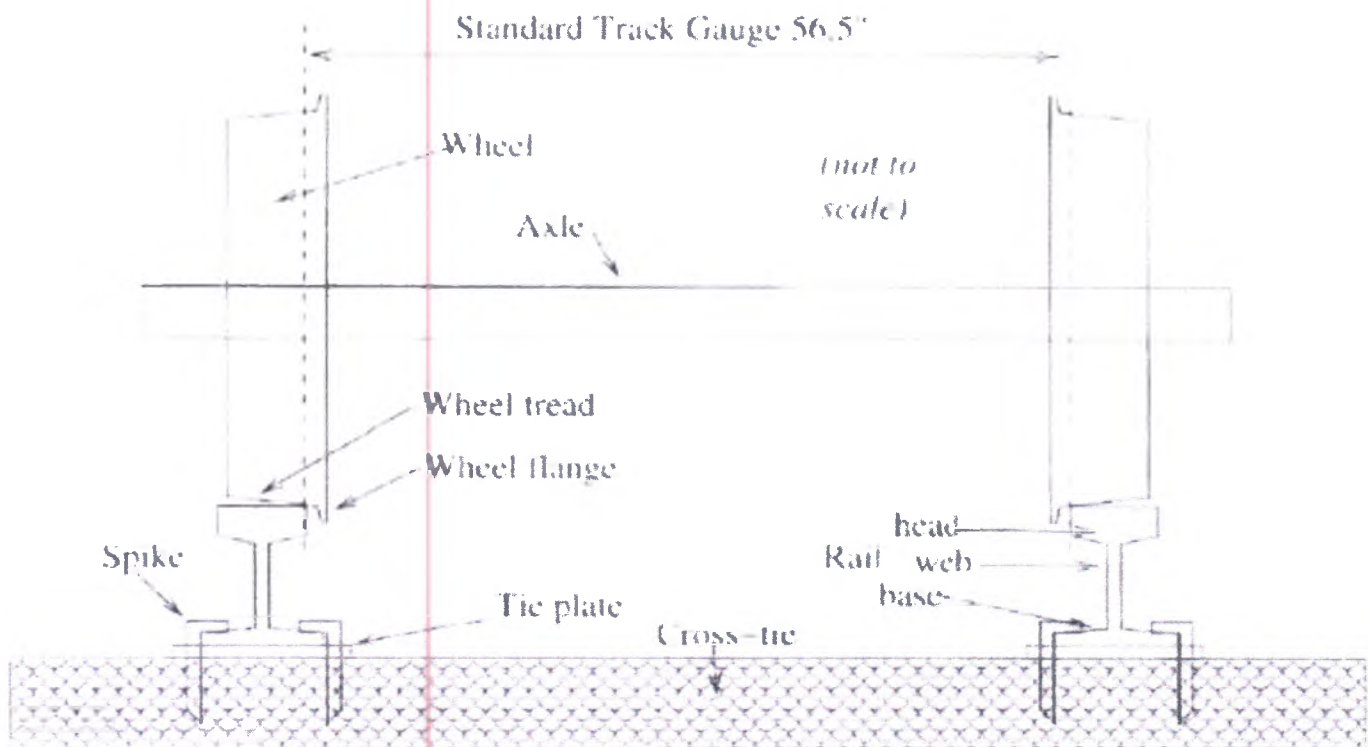 Standard Track Gauge 56.5"
Wheel
(not to
scale)
Axle
Wheel tread
Wheel flange
head
Spike
Rail web
base
Tie plate
Cross-tie